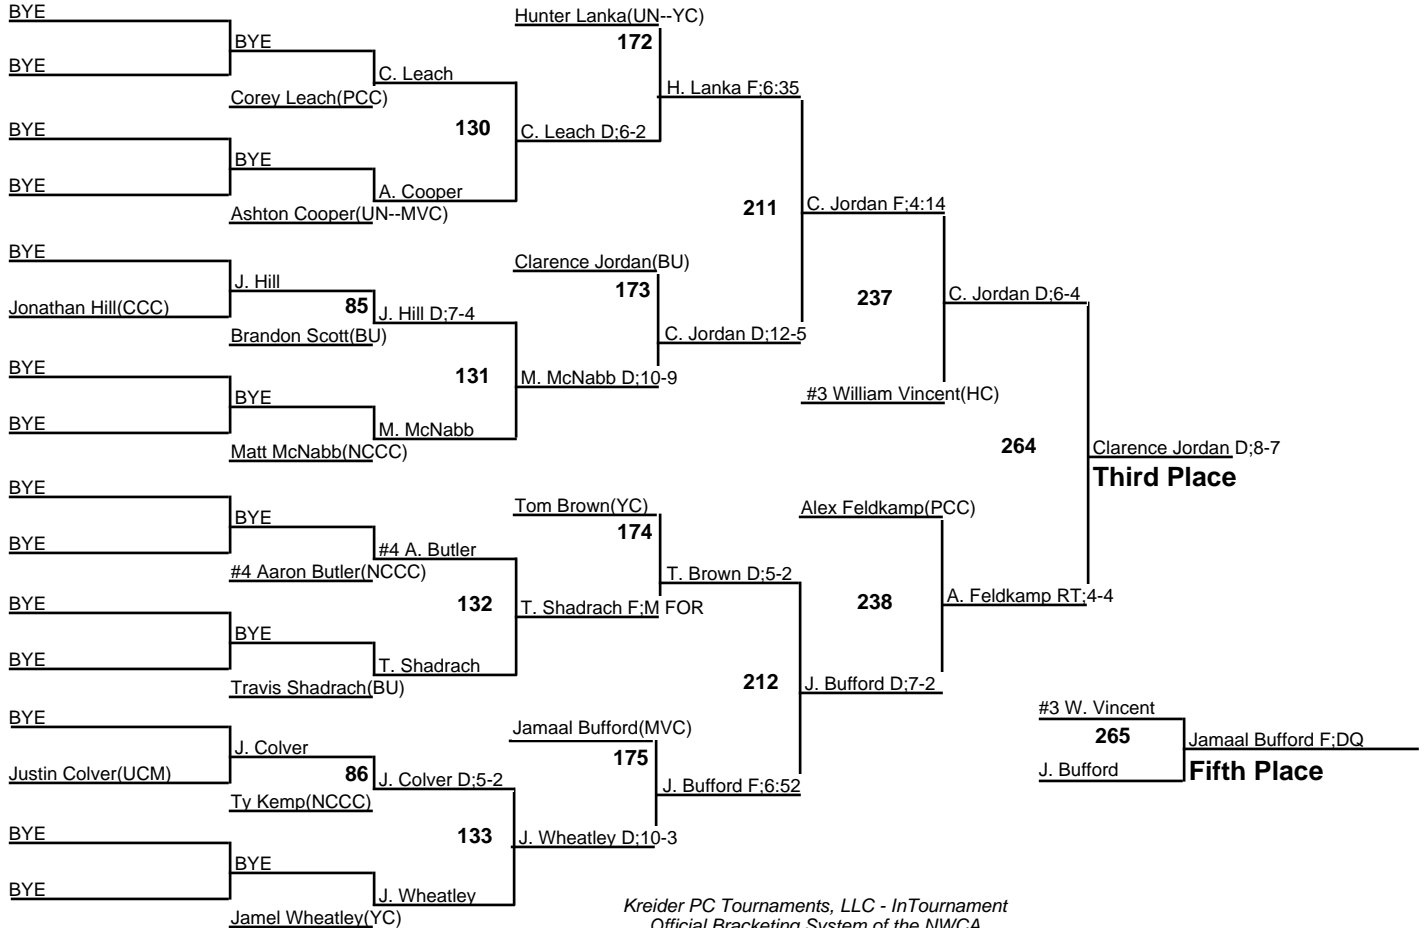 BYE
BYE
BYE
C. Leach
Corey Leach(PCC)
130
BYE
BYE
BYE
A. Cooper
Ashton Cooper(UN--MVC)
C. Leach D;6-2
Hunter Lanka(UN--YC)
172
H. Lanka F;6:35
211
BYE
Jonathan Hill(CCC)
J. Hill
85
J. Hill D;7-4
Brandon Scott(BU)
131
BYE
BYE
BYE
M. McNabb
Matt McNabb(NCCC)
M. McNabb D;10-9
Clarence Jordan(BU)
173
C. Jordan D;12-5
C. Jordan F;4:14
237
#3 William Vincent(HC)
C. Jordan D;6-4
264
Clarence Jordan D;8-7
Third Place
BYE
BYE
BYE
#4 A. Butler
#4 Aaron Butler(NCCC)
132
BYE
BYE
BYE
T. Shadrach
Travis Shadrach(BU)
T. Shadrach F;M FOR
Tom Brown(YC)
174
T. Brown D;5-2
212
BYE
Justin Colver(UCM)
J. Colver
86
J. Colver D;5-2
Ty Kemp(NCCC)
133
BYE
BYE
BYE
J. Wheatley
Jamel Wheatley(YC)
J. Wheatley D;10-3
Jamaal Bufford(MVC)
175
J. Bufford F;6:52
J. Bufford D;7-2
Alex Feldkamp(PCC)
238
A. Feldkamp RT;4-4
#3 W. Vincent
265
J. Bufford
Jamaal Bufford F;DQ
Fifth Place
Kreider PC Tournaments, LLC - InTournament
Official Bracketing System of the NWCA